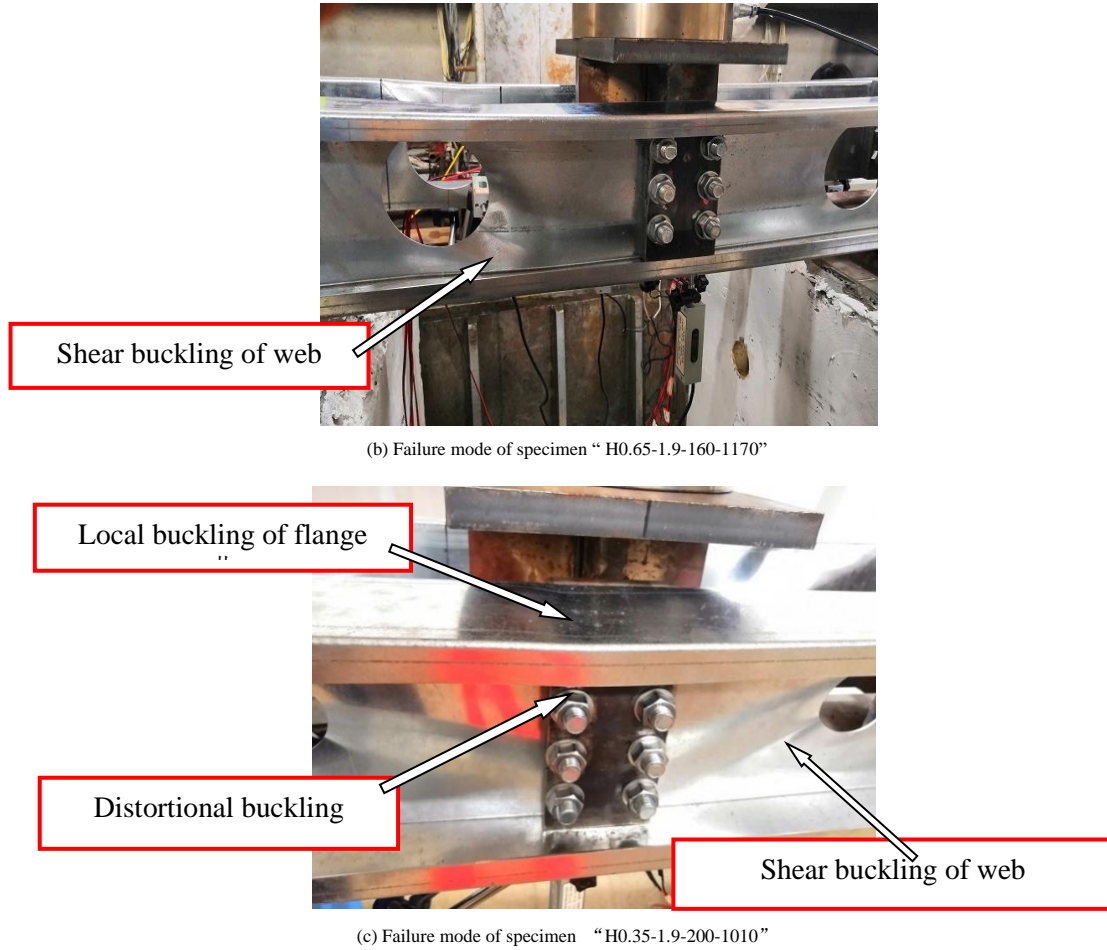 Shear buckling of web
(b) Failure mode of specimen “ H0.65-1.9-160-1170”
Local buckling of flange
Distortional buckling
Shear buckling of web
(c) Failure mode of specimen “H0.35-1.9-200-1010”